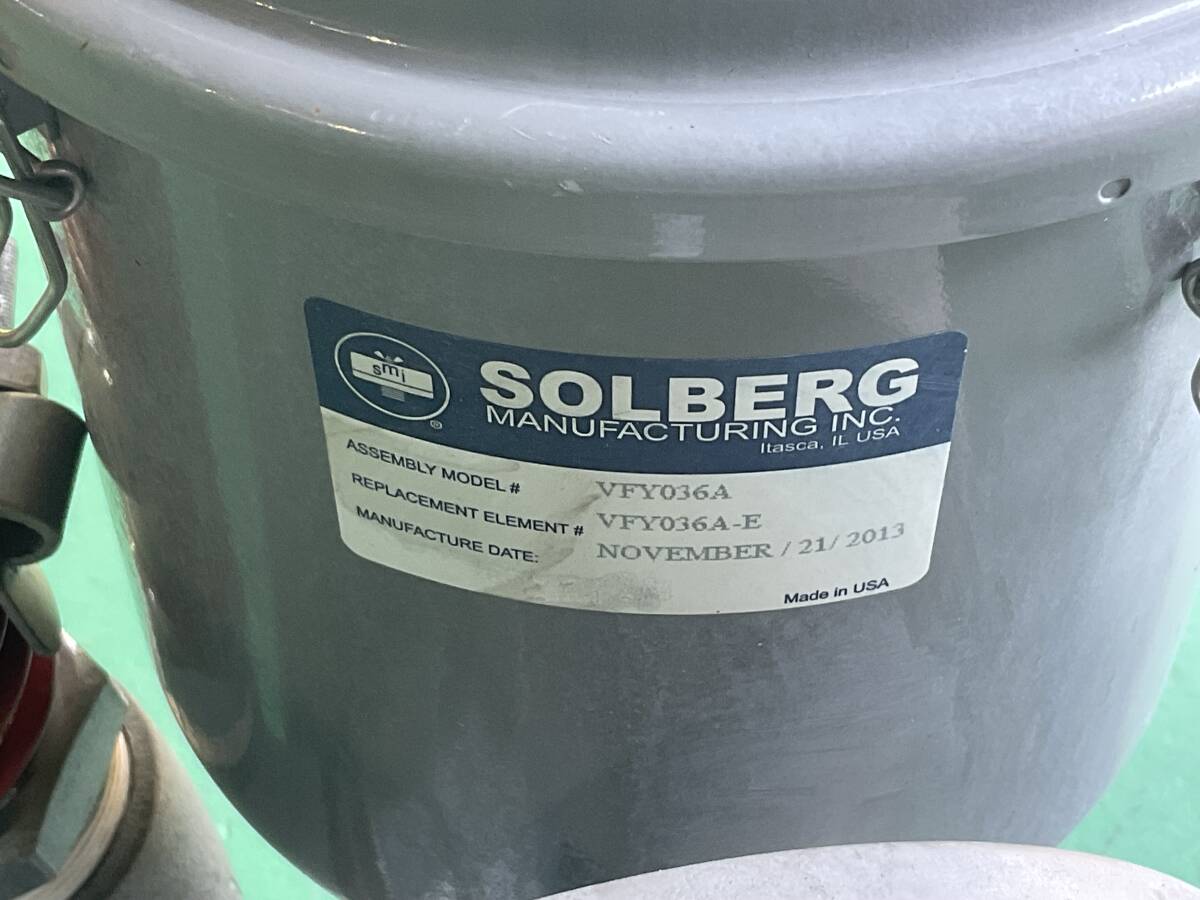 smi
®
SOLBERG
MANUFACTURING INC.
Itasca, IL USA
ASSEMBLY MODEL # VFY036A
REPLACEMENT ELEMENT # VFY036A-E
MANUFACTURE DATE: NOVEMBER / 21/ 2013
Made in USA